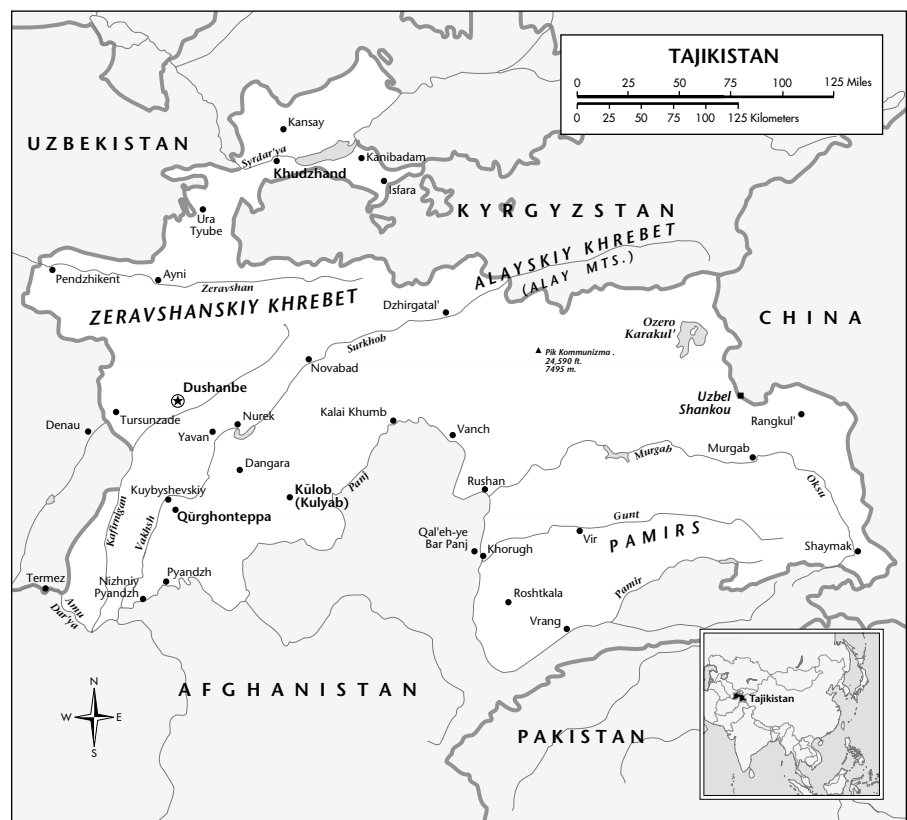 TAJIKISTAN
0 25 50 75 100 125 Miles
0 25 50 75 100 125 Kilometers
UZBEKISTAN
Kansay
Syrdar'ya
Khudzhand
Kanibadam
Isfara
Ura
Tyube
KYRGYZSTAN
Pendzhikent
Ayni
Zeravshan
ZERAVSHANSKIY KHREBET
ALAYSKIY KHREBET
(ALAY MTS.)
Dzhirgatal'
Surkhob
Novabad
Ozero
Karakul'
CHINA
Pik Kommunizma .
24,590 ft.
7495 m.
Dushanbe
Tursunzade
Denau
Yavan
Nurek
Kalai Khumb
Vanch
Uzbel
Shankou
Rangkul'
Murgab
Murgab
Oksu
Dangara
Kuybyshevskiy
Qŭrghonteppa
Kŭlob
(Kulyab)
Panj
Rushan
Kafirnigan
Vakhsh
Gunt
Vir
PAMIRS
Qal'eh-ye
Bar Panj
Khorugh
Shaymak
Termez
Amu
Dar'ya
Nizhniy
Pyandzh
Pyandzh
Roshtkala
Vrang
Pamir
AFGHANISTAN
PAKISTAN
N
W E
S
Tajikistan